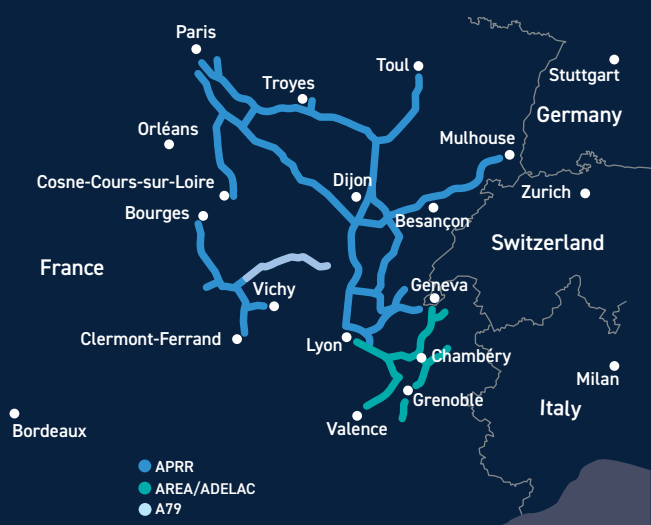 Paris
Toul
Stuttgart
Troyes
Germany
Orléans
Mulhouse
Cosne-Cours-sur-Loire
Dijon
Zurich
Bourges
Besançon
Switzerland
France
Vichy
Geneva
Clermont-Ferrand
Lyon
Chambéry
Milan
Grenoble
Italy
Valence
Bordeaux
APRR
AREA/ADELAC
A79